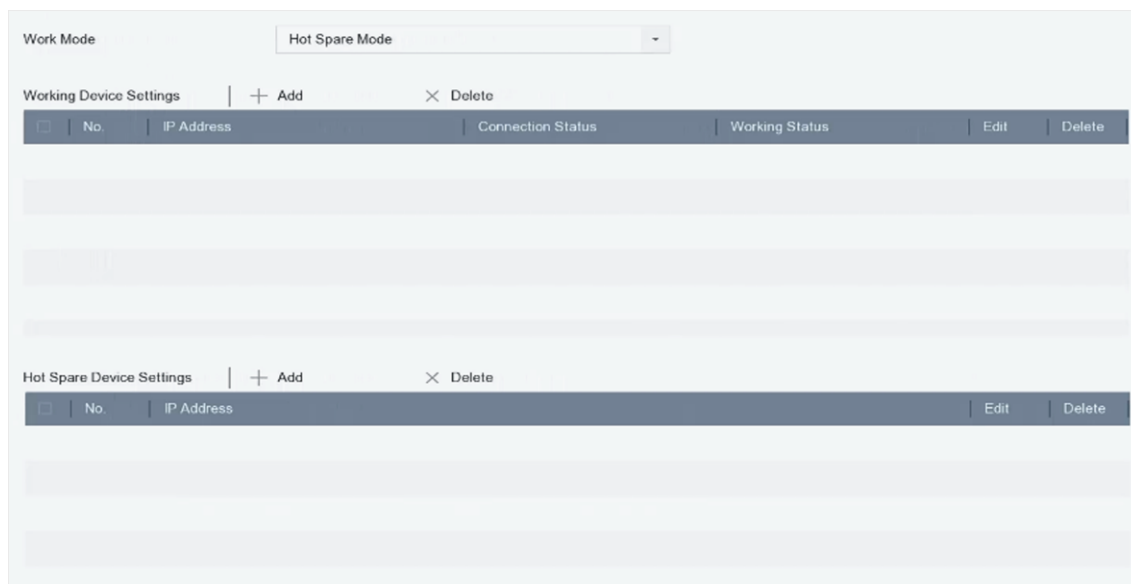 Work Mode Hot Spare Mode
Working Device Settings Add Delete
No. IP Address Connection Status Working Status Edit Delete
Hot Spare Device Settings Add Delete
No. IP Address Edit Delete